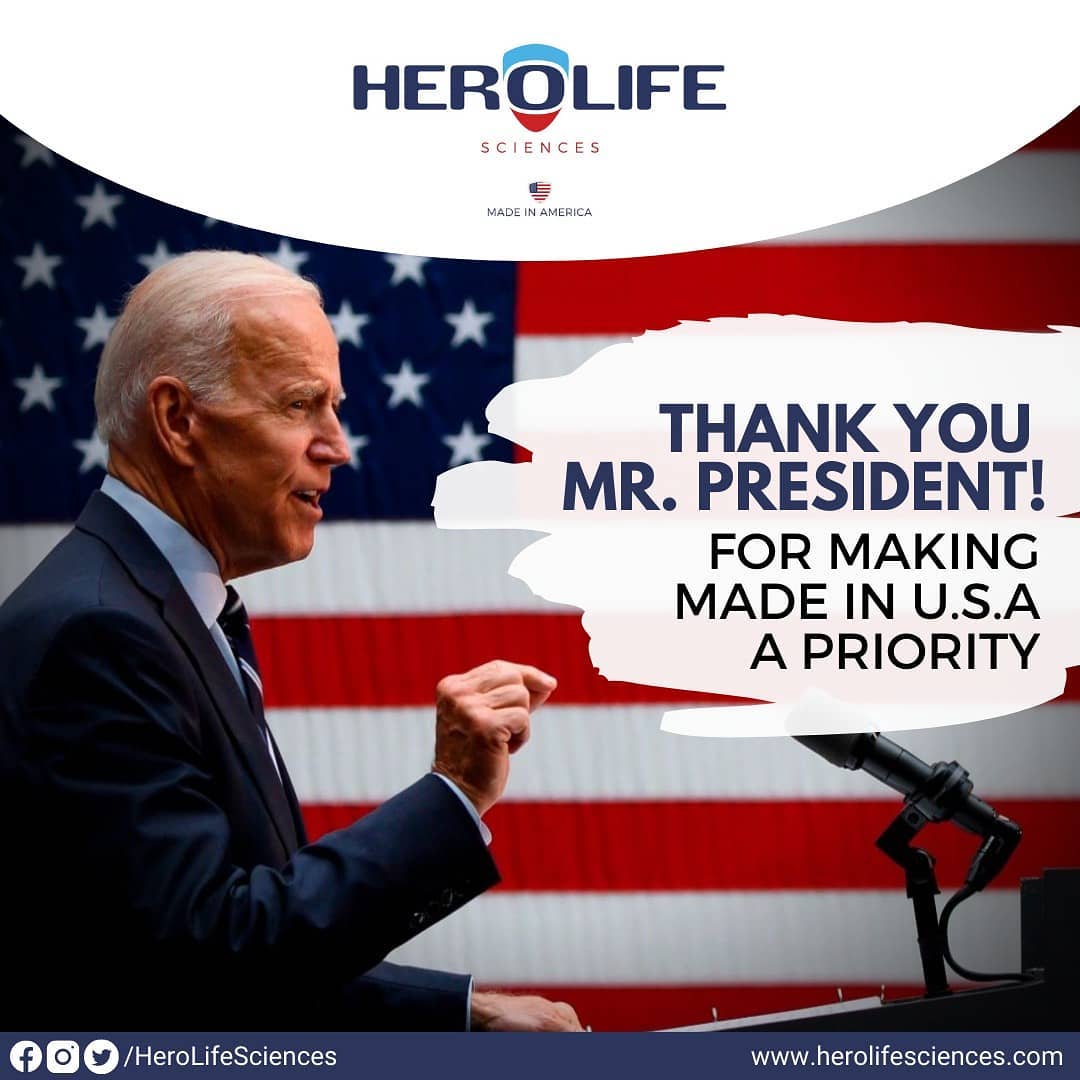 HEROLIFE
SCIENCES
MADE IN AMERICA
THANK YOU
MR. PRESIDENT!
FOR MAKING
MADE IN U.S.A
A PRIORITY
/HeroLifeSciences
www.herolifesciences.com